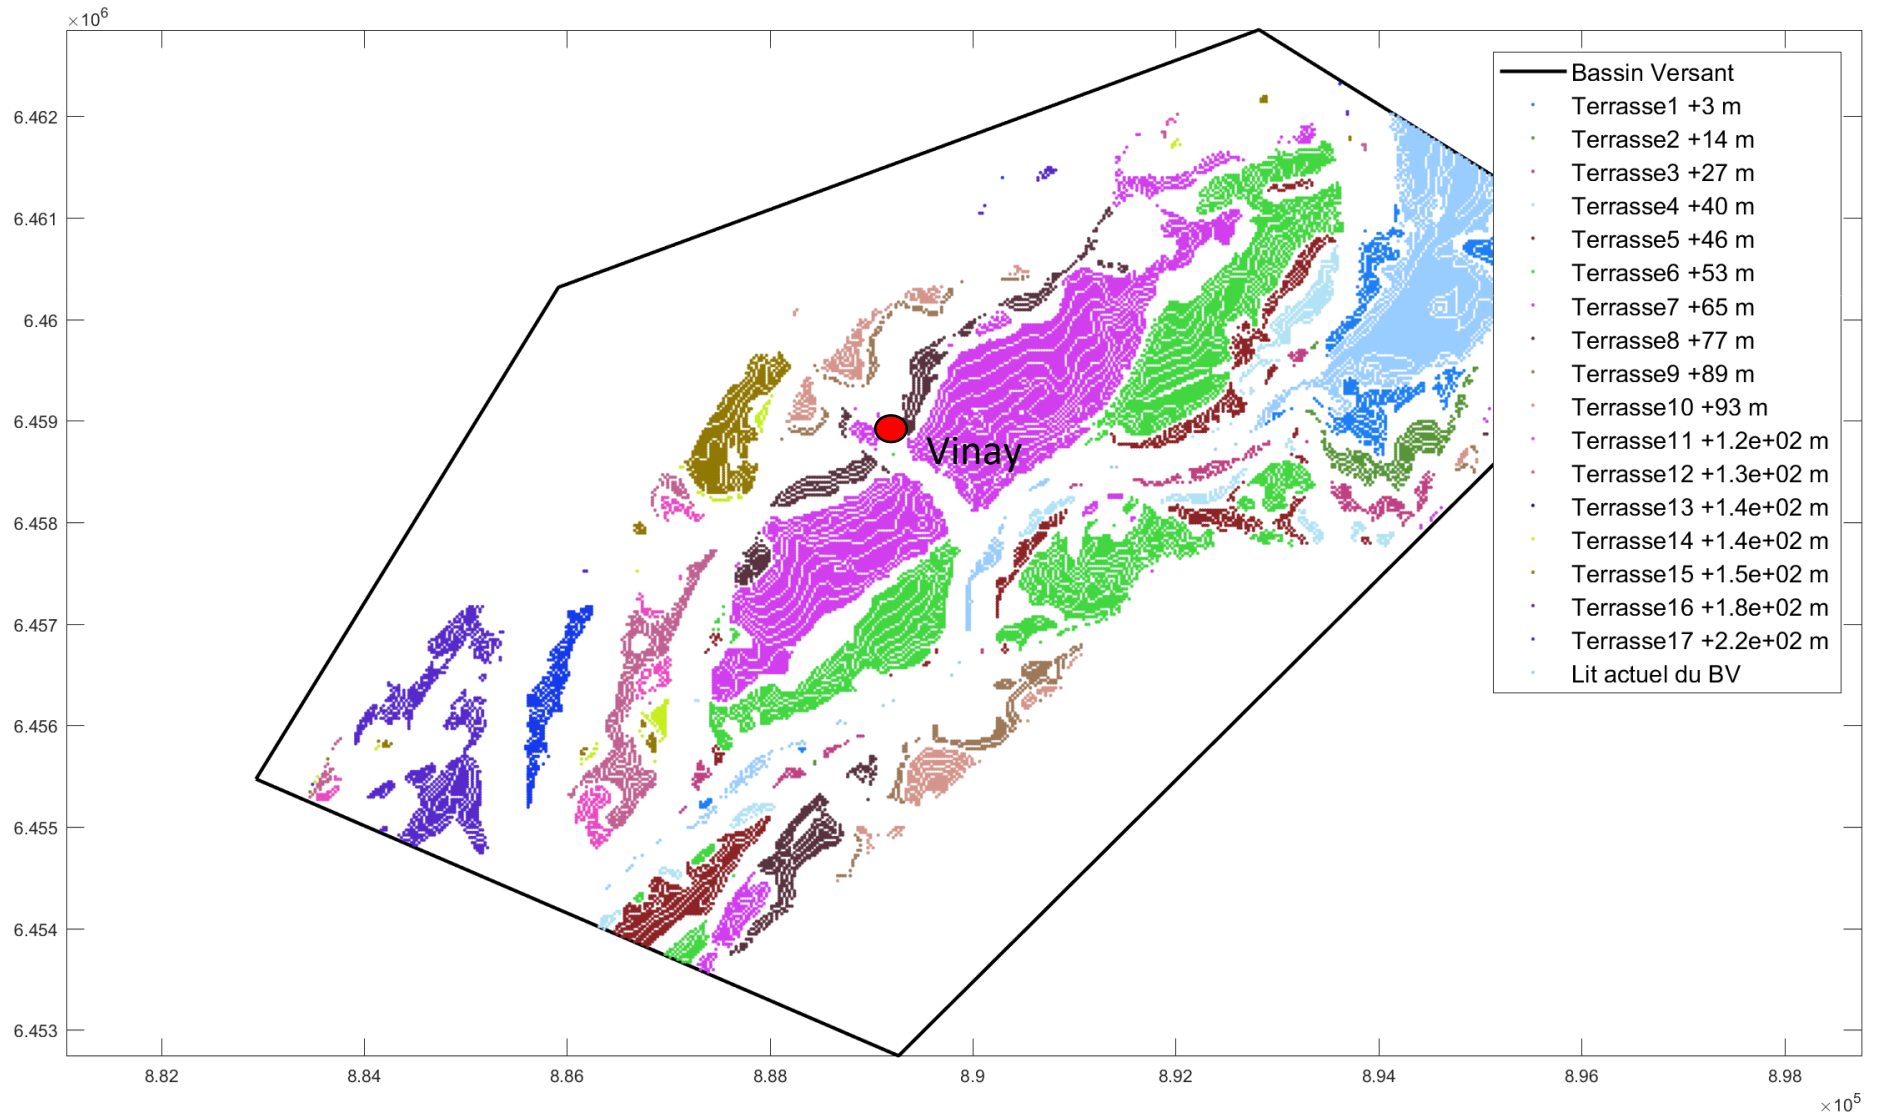 ×10⁶
Bassin Versant
Terrasse1 +3 m
Terrasse2 +14 m
Terrasse3 +27 m
Terrasse4 +40 m
Terrasse5 +46 m
Terrasse6 +53 m
Terrasse7 +65 m
Terrasse8 +77 m
Terrasse9 +89 m
Terrasse10 +93 m
Terrasse11 +1.2e+02 m
Terrasse12 +1.3e+02 m
Terrasse13 +1.4e+02 m
Terrasse14 +1.4e+02 m
Terrasse15 +1.5e+02 m
Terrasse16 +1.8e+02 m
Terrasse17 +2.2e+02 m
Lit actuel du BV
6.462
6.461
6.46
6.459
6.458
6.457
6.456
6.455
6.454
6.453
Vinay
8.82 8.84 8.86 8.88 8.9 8.92 8.94 8.96 8.98
×10⁵